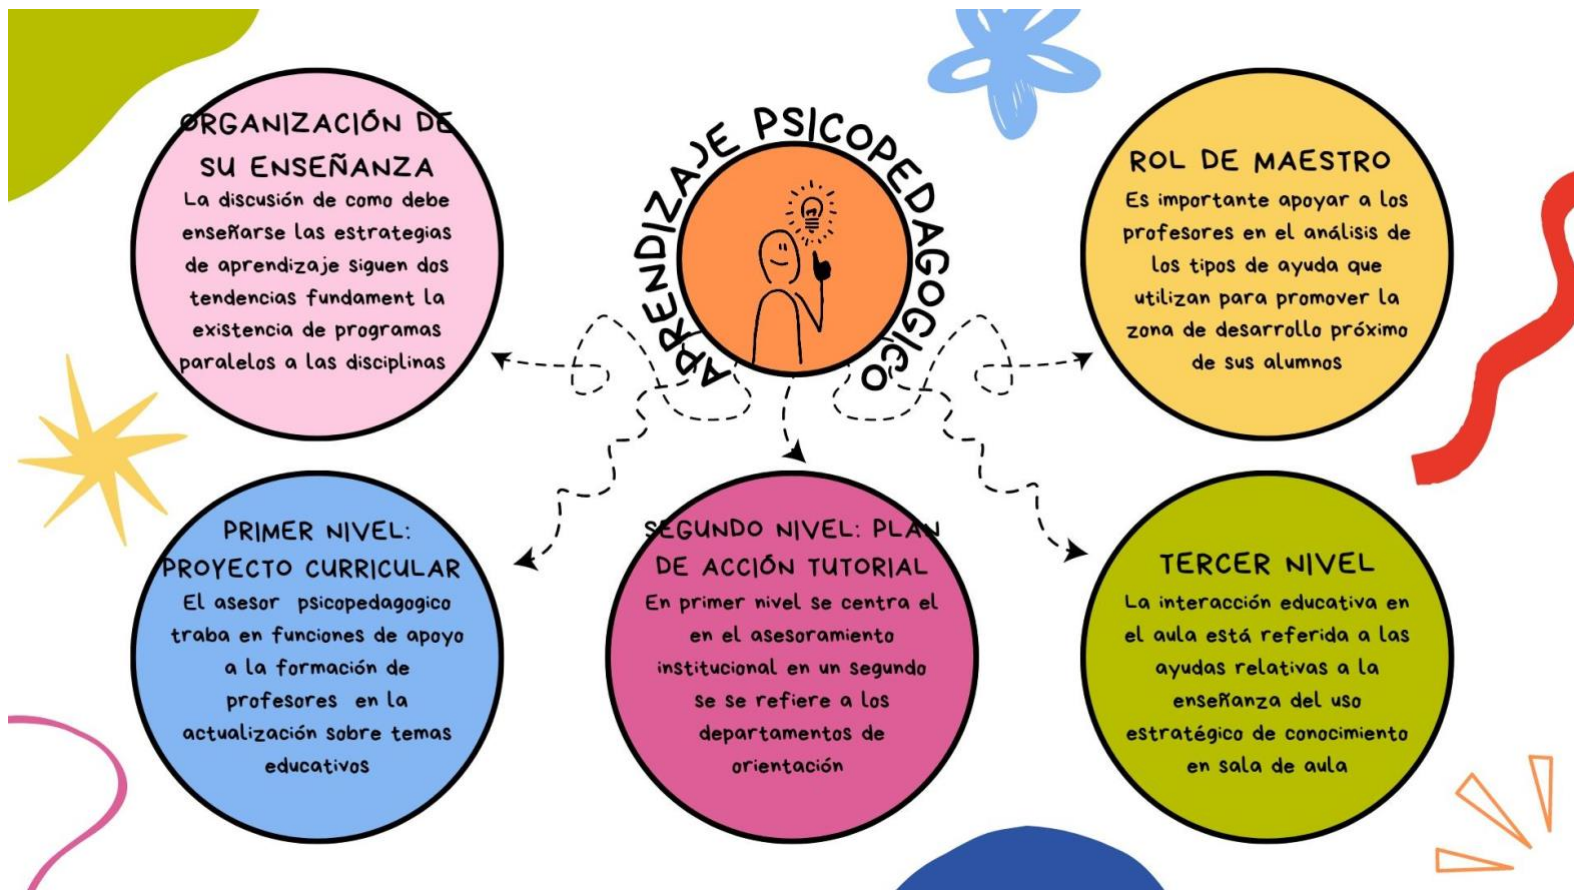 APRENDIZAJE PSICOPEDAGOGICO
ORGANIZACIÓN DE
SU ENSEÑANZA
La discusión de como debe
enseñarse las estrategias
de aprendizaje siguen dos
tendencias fundament la
existencia de programas
paralelos a las disciplinas
ROL DE MAESTRO
Es importante apoyar a los
profesores en el análisis de
los tipos de ayuda que
utilizan para promover la
zona de desarrollo próximo
de sus alumnos
PRIMER NIVEL:
PROYECTO CURRICULAR
El asesor psicopedagogico
traba en funciones de apoyo
a la formación de
profesores en la
actualización sobre temas
educativos
SEGUNDO NIVEL: PLAN
DE ACCIÓN TUTORIAL
En primer nivel se centra el
en el asesoramiento
institucional en un segundo
se se refiere a los
departamentos de
orientación
TERCER NIVEL
La interacción educativa en
el aula está referida a las
ayudas relativas a la
enseñanza del uso
estratégico de conocimiento
en sala de aula